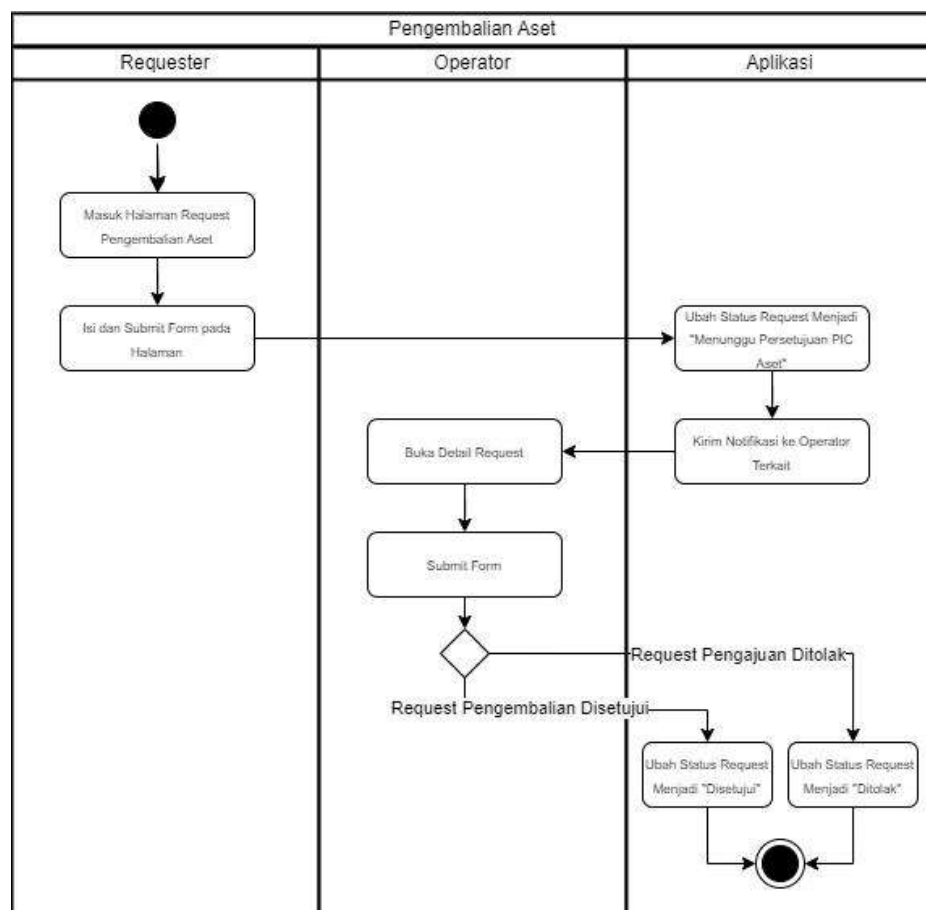 Pengembalian Aset
Requester
Operator
Aplikasi
Masuk Halaman Request
Pengembalian Aset
Isi dan Submit Form pada
Halaman
Ubah Status Request Menjadi
"Menunggu Persetujuan PIC
Aset"
Kirim Notifikasi ke Operator
Terkait
Buka Detail Request
Submit Form
Request Pengajuan Ditolak
Request Pengembalian Disetujui
Ubah Status Request
Menjadi "Disetujui"
Ubah Status Request
Menjadi "Ditolak"